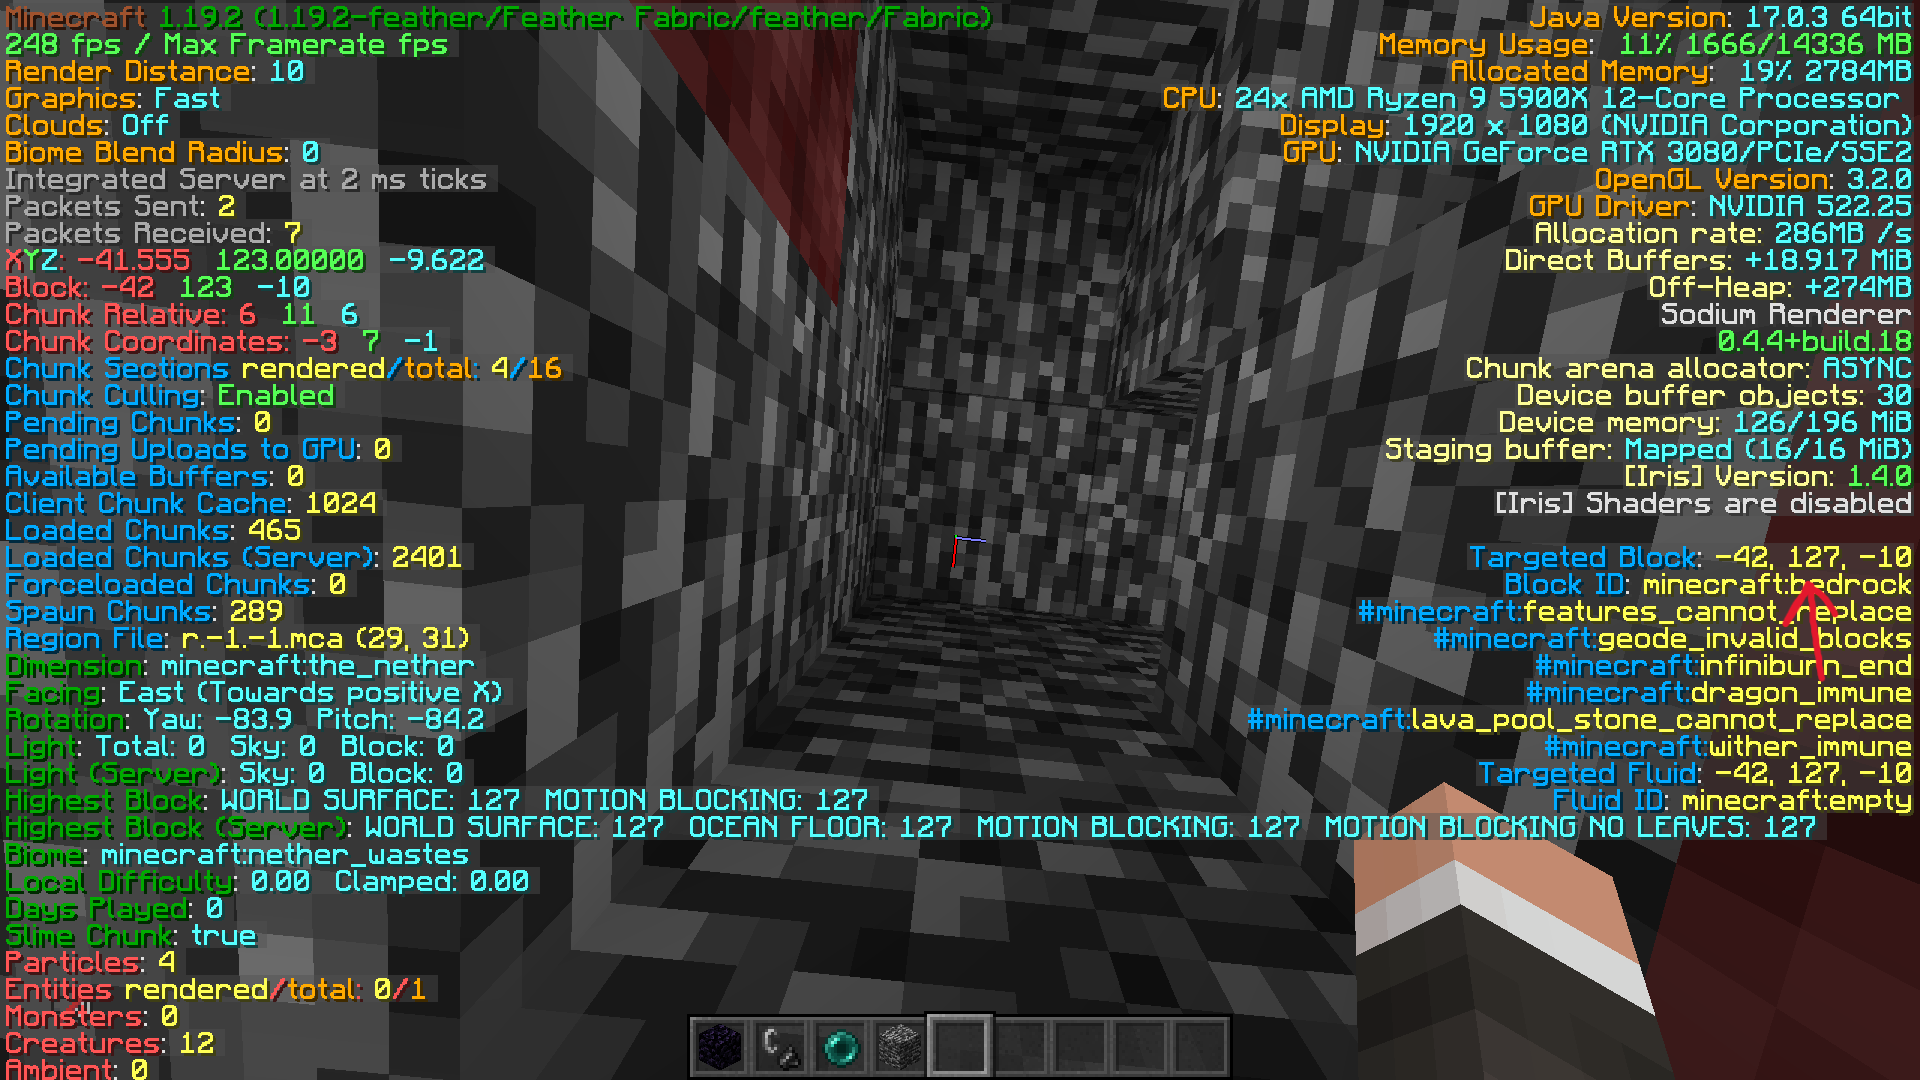 Minecraft 1.19.2 (1.19.2-feather/Feather Fabric/feather/Fabric)
248 fps / Max Framerate fps
Render Distance: 10
Graphics: Fast
Clouds: Off
Biome Blend Radius: 0
Integrated Server at 2 ms ticks
Packets Sent: 2
Packets Received: 7
XYZ: -41.555 123.00000 -9.622
Block: -42 123 -10
Chunk Relative: 6 11 6
Chunk Coordinates: -3 7 -1
Chunk Sections rendered/total: 4/16
Chunk Culling: Enabled
Pending Chunks: 0
Pending Uploads to GPU: 0
Available Buffers: 0
Client Chunk Cache: 1024
Loaded Chunks: 465
Loaded Chunks (Server): 2401
Forceloaded Chunks: 0
Spawn Chunks: 289
Region File: r.-1.-1.mca (29, 31)
Dimension: minecraft:the_nether
Facing: East (Towards positive X)
Rotation: Yaw: -83.9 Pitch: -84.2
Light: Total: 0 Sky: 0 Block: 0
Light (Server): Sky: 0 Block: 0
Highest Block: WORLD SURFACE: 127 MOTION BLOCKING: 127
Highest Block (Server): WORLD SURFACE: 127 OCEAN FLOOR: 127 MOTION BLOCKING: 127 MOTION BLOCKING NO LEAVES: 127
Biome: minecraft:nether_wastes
Local Difficulty: 0.00 Clamped: 0.00
Days Played: 0
Slime Chunk: true
Particles: 4
Entities rendered/total: 0/1
Monsters: 0
Creatures: 12
Ambient: 0
Java Version: 17.0.3 64bit
Memory Usage: 11% 1666/14336 MB
Allocated Memory: 19% 2784MB
CPU: 24x AMD Ryzen 9 5900X 12-Core Processor
Display: 1920 x 1080 (NVIDIA Corporation)
GPU: NVIDIA GeForce RTX 3080/PCIe/SSE2
OpenGL Version: 3.2.0
GPU Driver: NVIDIA 522.25
Allocation rate: 286MB /s
Direct Buffers: +18.917 MiB
Off-Heap: +274MB
Sodium Renderer
0.4.4+build.18
Chunk arena allocator: ASYNC
Device buffer objects: 30
Device memory: 126/196 MiB
Staging buffer: Mapped (16/16 MiB)
[Iris] Version: 1.4.0
[Iris] Shaders are disabled
Targeted Block: -42, 127, -10
Block ID: minecraft:bedrock
#minecraft:features_cannot_replace
#minecraft:geode_invalid_blocks
#minecraft:infiniburn_end
#minecraft:dragon_immune
#minecraft:lava_pool_stone_cannot_replace
#minecraft:wither_immune
Targeted Fluid: -42, 127, -10
Fluid ID: minecraft:empty